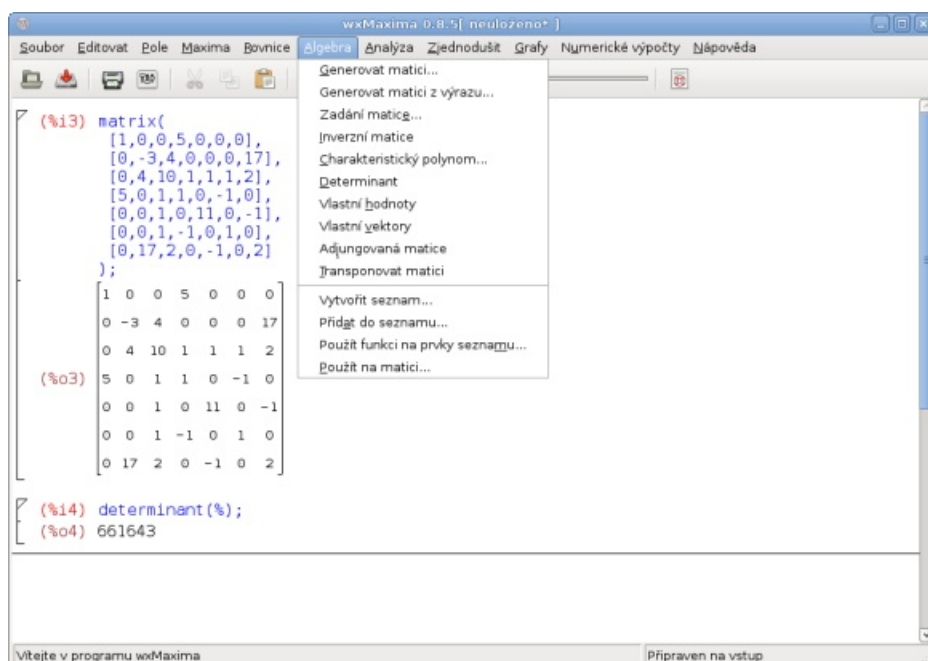 wxMaxima 0.8.5[ neuloženo* ]
Soubor Editovat Pole Maxima Rovnice Algebra Analýza Zjednodušit Grafy Numerické výpočty Nápověda
Generovat matici...
Generovat matici z výrazu...
Zadání matice...
Inverzní matice
Charakteristický polynom...
Determinant
Vlastní hodnoty
Vlastní vektory
Adjungovaná matice
Transponovat matici
Vytvořit seznam...
Přidat do seznamu...
Použít funkci na prvky seznamu...
Použít na matici...
(%i3) matrix(
[1,0,0,5,0,0,0],
[0,-3,4,0,0,0,17],
[0,4,10,1,1,1,2],
[5,0,1,1,0,-1,0],
[0,0,1,0,11,0,-1],
[0,0,1,-1,0,1,0],
[0,17,2,0,-1,0,2]
);
1 0 0 5 0 0 0
0 -3 4 0 0 0 17
0 4 10 1 1 1 2
(%o3) 5 0 1 1 0 -1 0
0 0 1 0 11 0 -1
0 0 1 -1 0 1 0
0 17 2 0 -1 0 2
(%i4) determinant(%);
(%o4) 661643
Vítejte v programu wxMaxima Připraven na vstup